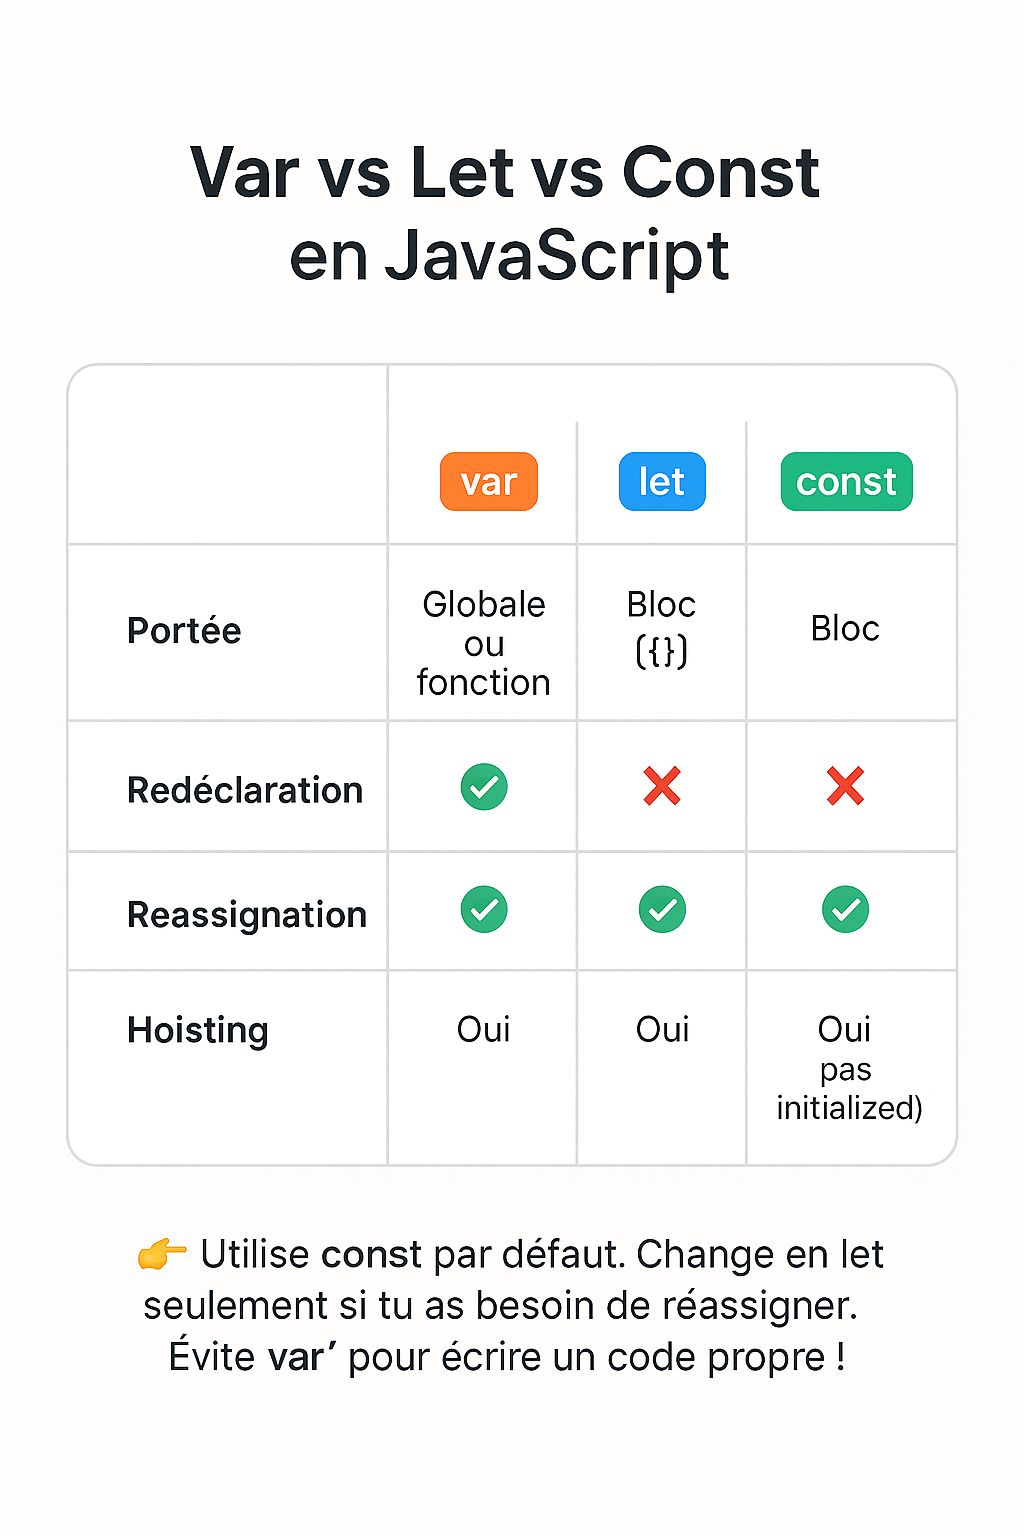 Var vs Let vs Const
en JavaScript
var let const
Portée
Globale
ou
fonction
Bloc
({})
Bloc
Redéclaration
Reassignation
Hoisting
Oui
Oui
Oui
pas
initialized)
👉 Utilise const par défaut. Change en let
seulement si tu as besoin de réassigner.
Évite var′ pour écrire un code propre !